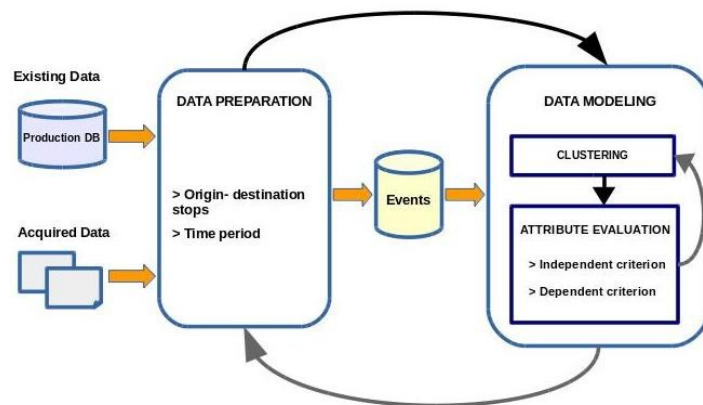 Existing Data
Production DB
Acquired Data
DATA PREPARATION
> Origin- destination
stops
> Time period
Events
DATA MODELING
CLUSTERING
ATTRIBUTE EVALUATION
> Independent criterion
> Dependent criterion